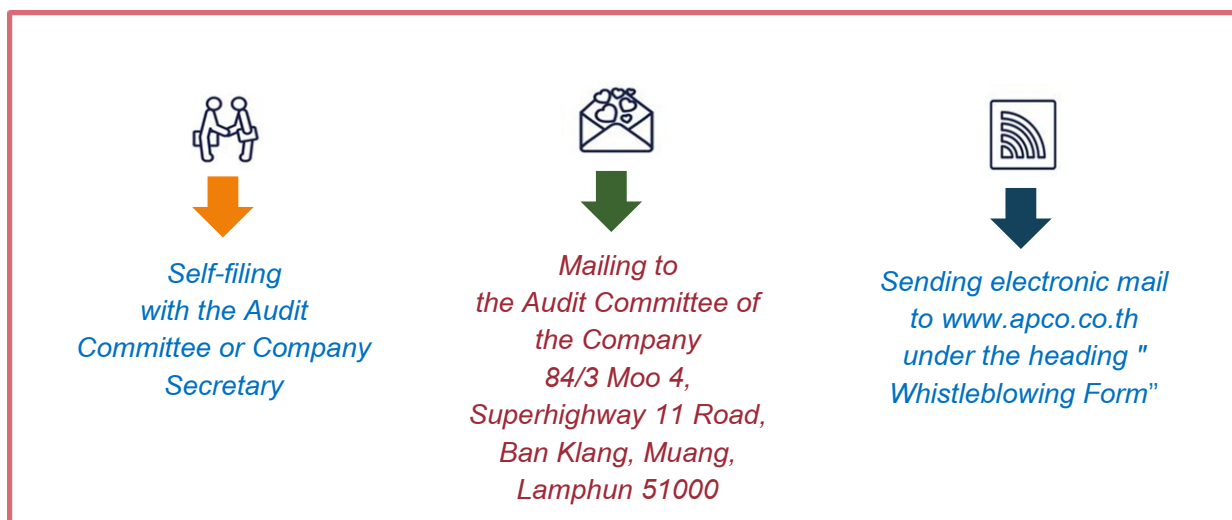 Self-filing
with the Audit
Committee or Company
Secretary
Mailing to
the Audit Committee of
the Company
84/3 Moo 4,
Superhighway 11 Road,
Ban Klang, Muang,
Lamphun 51000
Sending electronic mail
to www.apco.co.th
under the heading "
Whistleblowing Form”